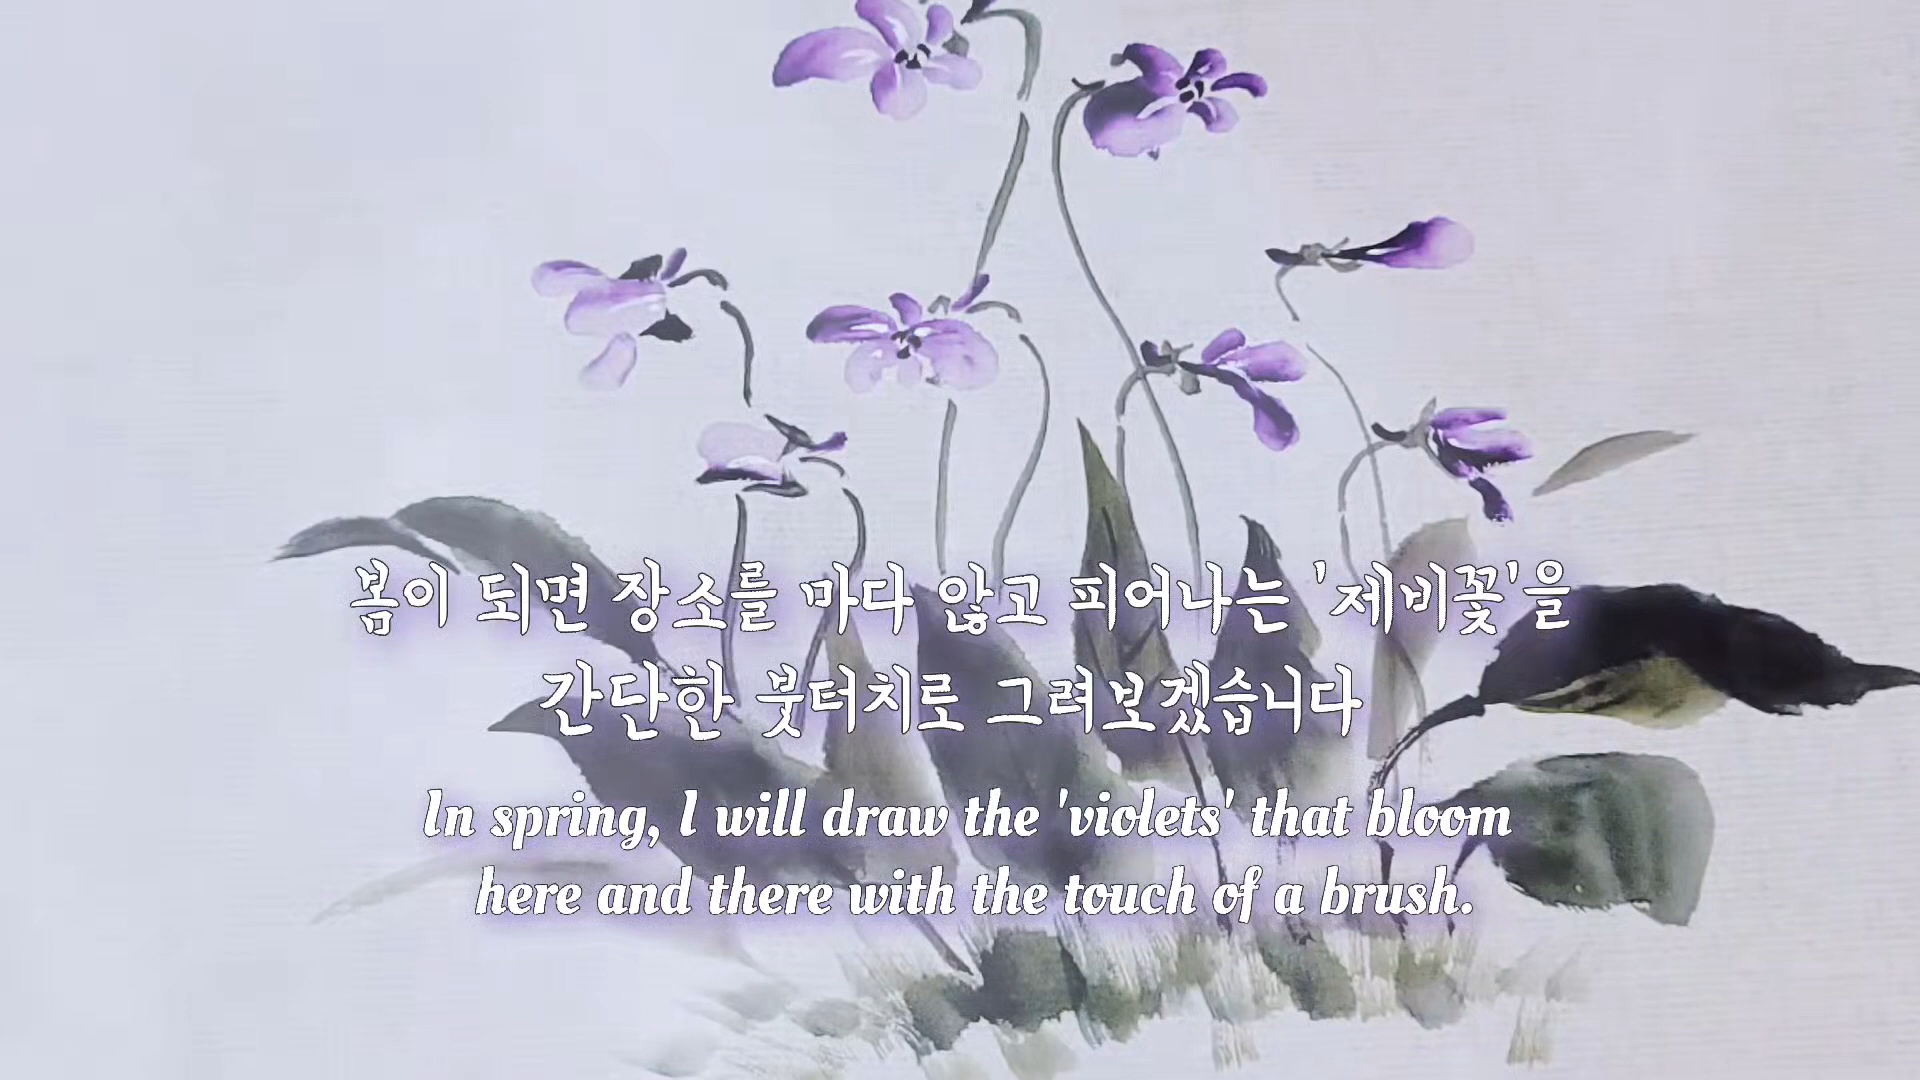 봄이 되면 장소를 마다 않고 피어나는 '제비꽃'을
간단한 붓터치로 그려보겠습니다
In spring, I will draw the 'violets' that bloom
here and there with the touch of a brush.